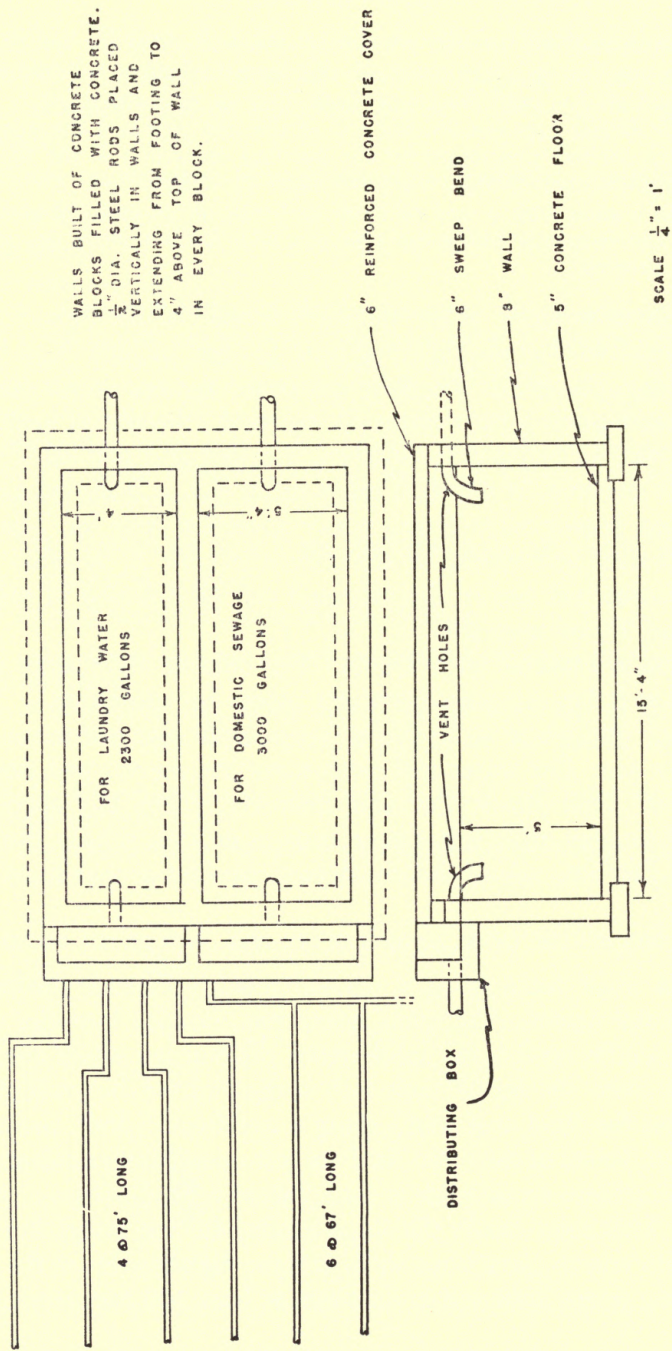 WALLS BUILT OF CONCRETE
BLOCKS FILLED WITH CONCRETE.
1/2" DIA. STEEL RODS PLACED
VERTICALLY IN WALLS AND
EXTENDING FROM FOOTING TO
4" ABOVE TOP OF WALL
IN EVERY BLOCK.
4 @ 75' LONG
6 @ 67' LONG
FOR LAUNDRY WATER
2300 GALLONS
4'
FOR DOMESTIC SEWAGE
3000 GALLONS
5'-4"
DISTRIBUTING BOX
VENT HOLES
5'
15'-4"
6" REINFORCED CONCRETE COVER
6" SWEEP BEND
8" WALL
5" CONCRETE FLOOR
SCALE 1/4" = 1'